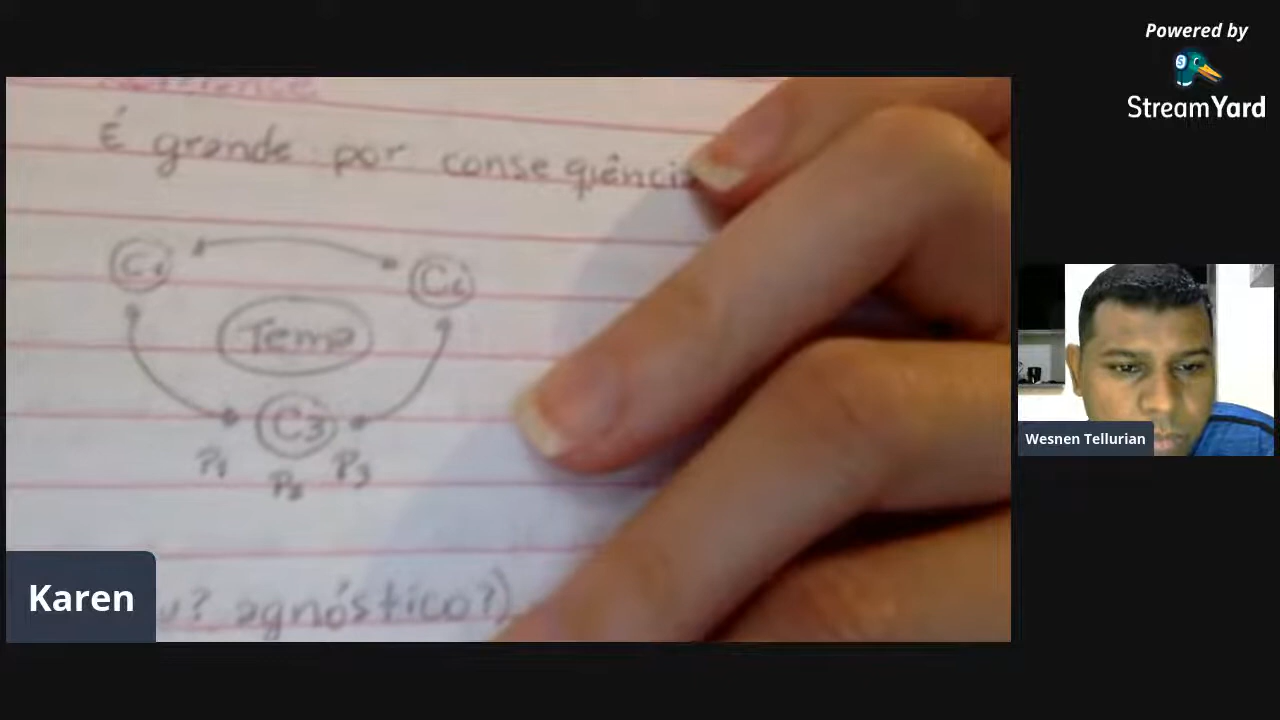 É grande por consequência
C1
C2
Tema
C3
P1
P2
P3
? agnóstico?)
Karen
Powered by
StreamYard
Wesnen Tellurian